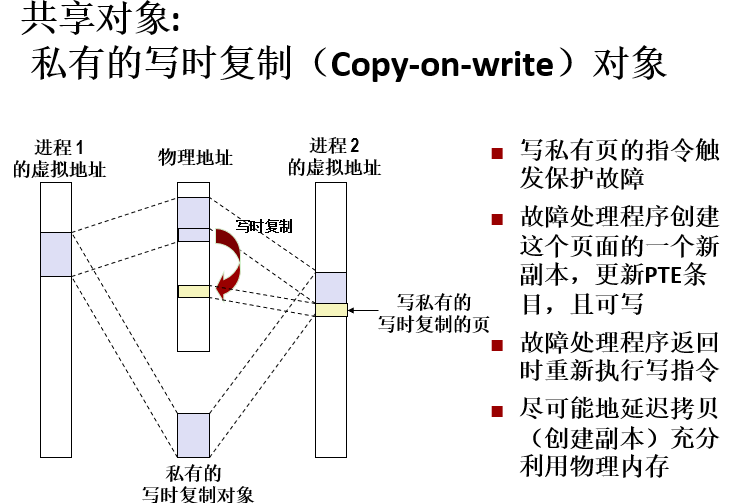 共享对象:
私有的写时复制（Copy-on-write）对象
进程 1
的虚拟地址
物理地址
进程 2
的虚拟地址
写时复制
写私有的
写时复制的页
私有的
写时复制对象
写私有页的指令触
发保护故障
故障处理程序创建
这个页面的一个新
副本，更新PTE条
目，且可写
故障处理程序返回
时重新执行写指令
尽可能地延迟拷贝
（创建副本）充分
利用物理内存